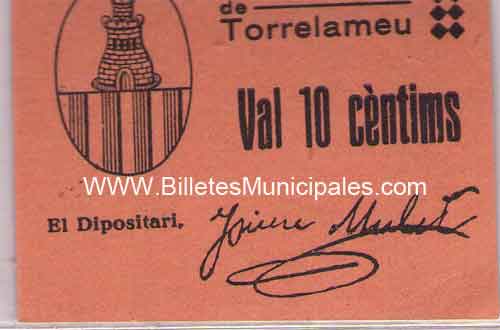 de
Torrelameu
Val 10 cèntims
WWW.BilletesMunicipales.com
El Dipositari,